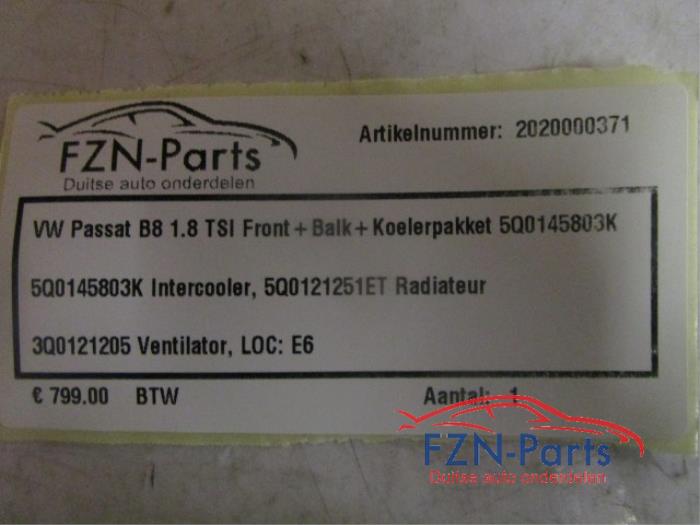 FZN-Parts
Duitse auto onderdelen
Artikelnummer: 2020000371
VW Passat B8 1.8 TSI Front+Balk+Koelerpakket 5Q0145803K
5Q0145803K Intercooler, 5Q0121251ET Radiateur
3Q0121205 Ventilator, LOC: E6
€ 799.00 BTW
Aantal: 1
FZN-Parts
Duitse auto onderdelen